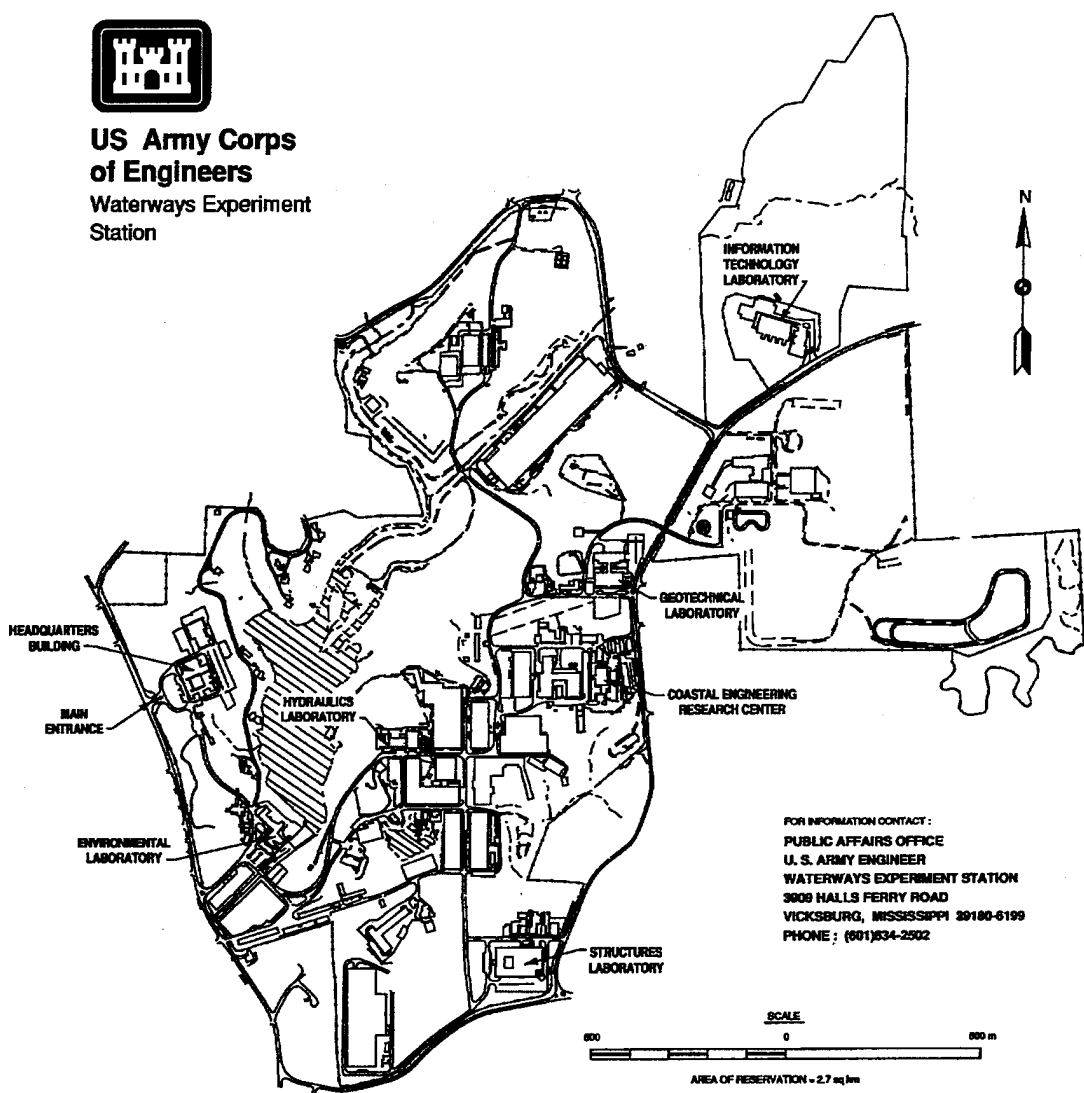 US Army Corps
of Engineers
Waterways Experiment
Station
N
INFORMATION
TECHNOLOGY
LABORATORY
GEOTECHNICAL
LABORATORY
HEADQUARTERS
BUILDING
MAIN
ENTRANCE
HYDRAULICS
LABORATORY
COASTAL ENGINEERING
RESEARCH CENTER
ENVIRONMENTAL
LABORATORY
STRUCTURES
LABORATORY
FOR INFORMATION CONTACT :
PUBLIC AFFAIRS OFFICE
U. S. ARMY ENGINEER
WATERWAYS EXPERIMENT STATION
3909 HALLS FERRY ROAD
VICKSBURG, MISSISSIPPI 39180-6199
PHONE : (601)634-2502
SCALE
500 0 500 m
AREA OF RESERVATION = 2.7 sq km